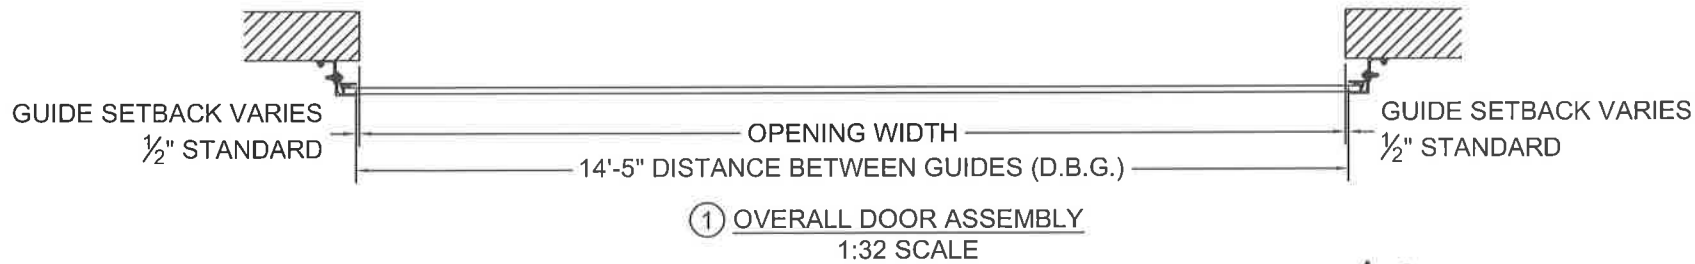 GUIDE SETBACK VARIES
½" STANDARD
OPENING WIDTH
14'-5" DISTANCE BETWEEN GUIDES (D.B.G.)
GUIDE SETBACK VARIES
½" STANDARD
1 OVERALL DOOR ASSEMBLY
1:32 SCALE